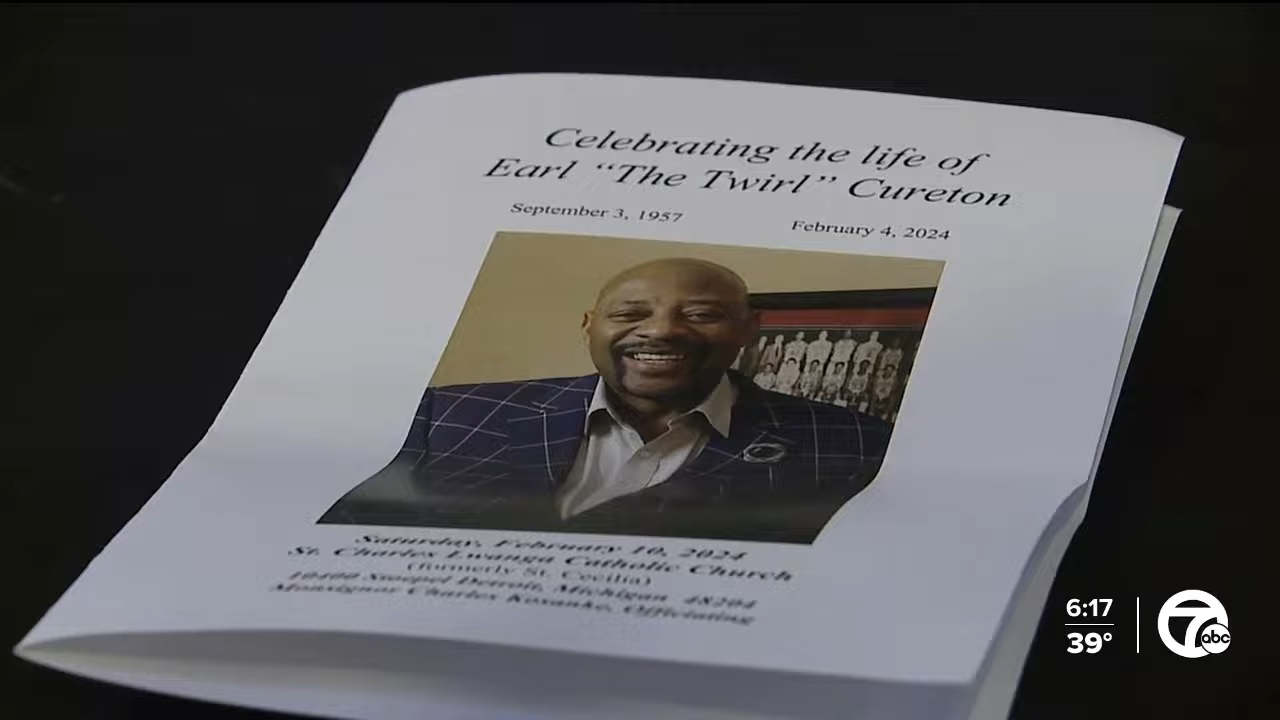 Celebrating the life of
Earl “The Twirl” Cureton
September 3, 1957 February 4, 2024
Saturday, February 10, 2024
St. Charles Lwanga Catholic Church
(formerly St. Cecilia)
10400 Stoepel Detroit, Michigan 48204
Monsignor Charles Kosanke, Officiating
6:17
39°
7
abc